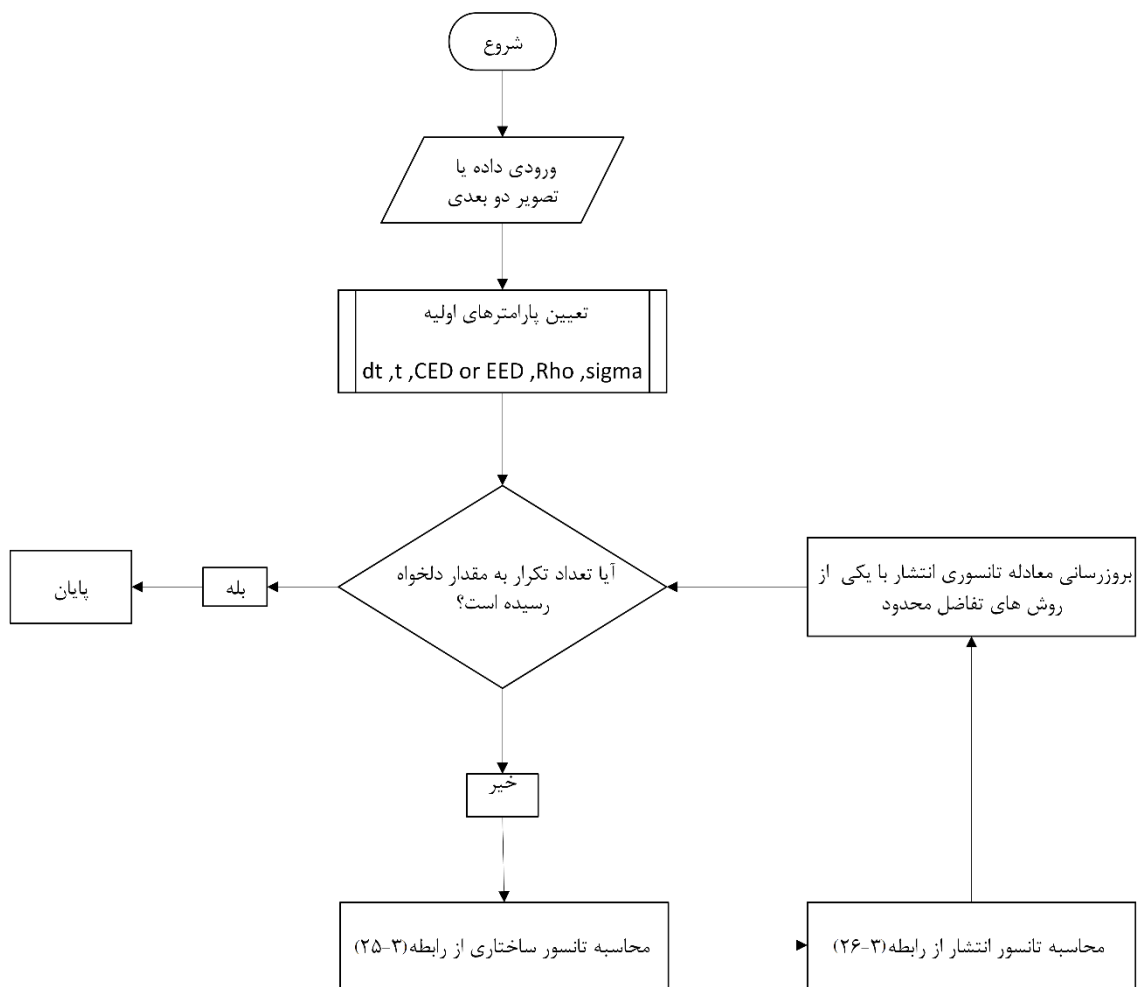 شروع
ورودی داده یا
تصویر دو بعدی
تعیین پارامترهای اولیه
dt ,t ,CED or EED ,Rho ,sigma
آیا تعداد تکرار به مقدار دلخواه
رسیده است؟
بله
پایان
خیر
محاسبه تانسور ساختاری از رابطه(۳-۲۵)
محاسبه تانسور انتشار از رابطه(۳-۲۶)
بروزرسانی معادله تانسوری انتشار با یکی از
روش های تفاضل محدود